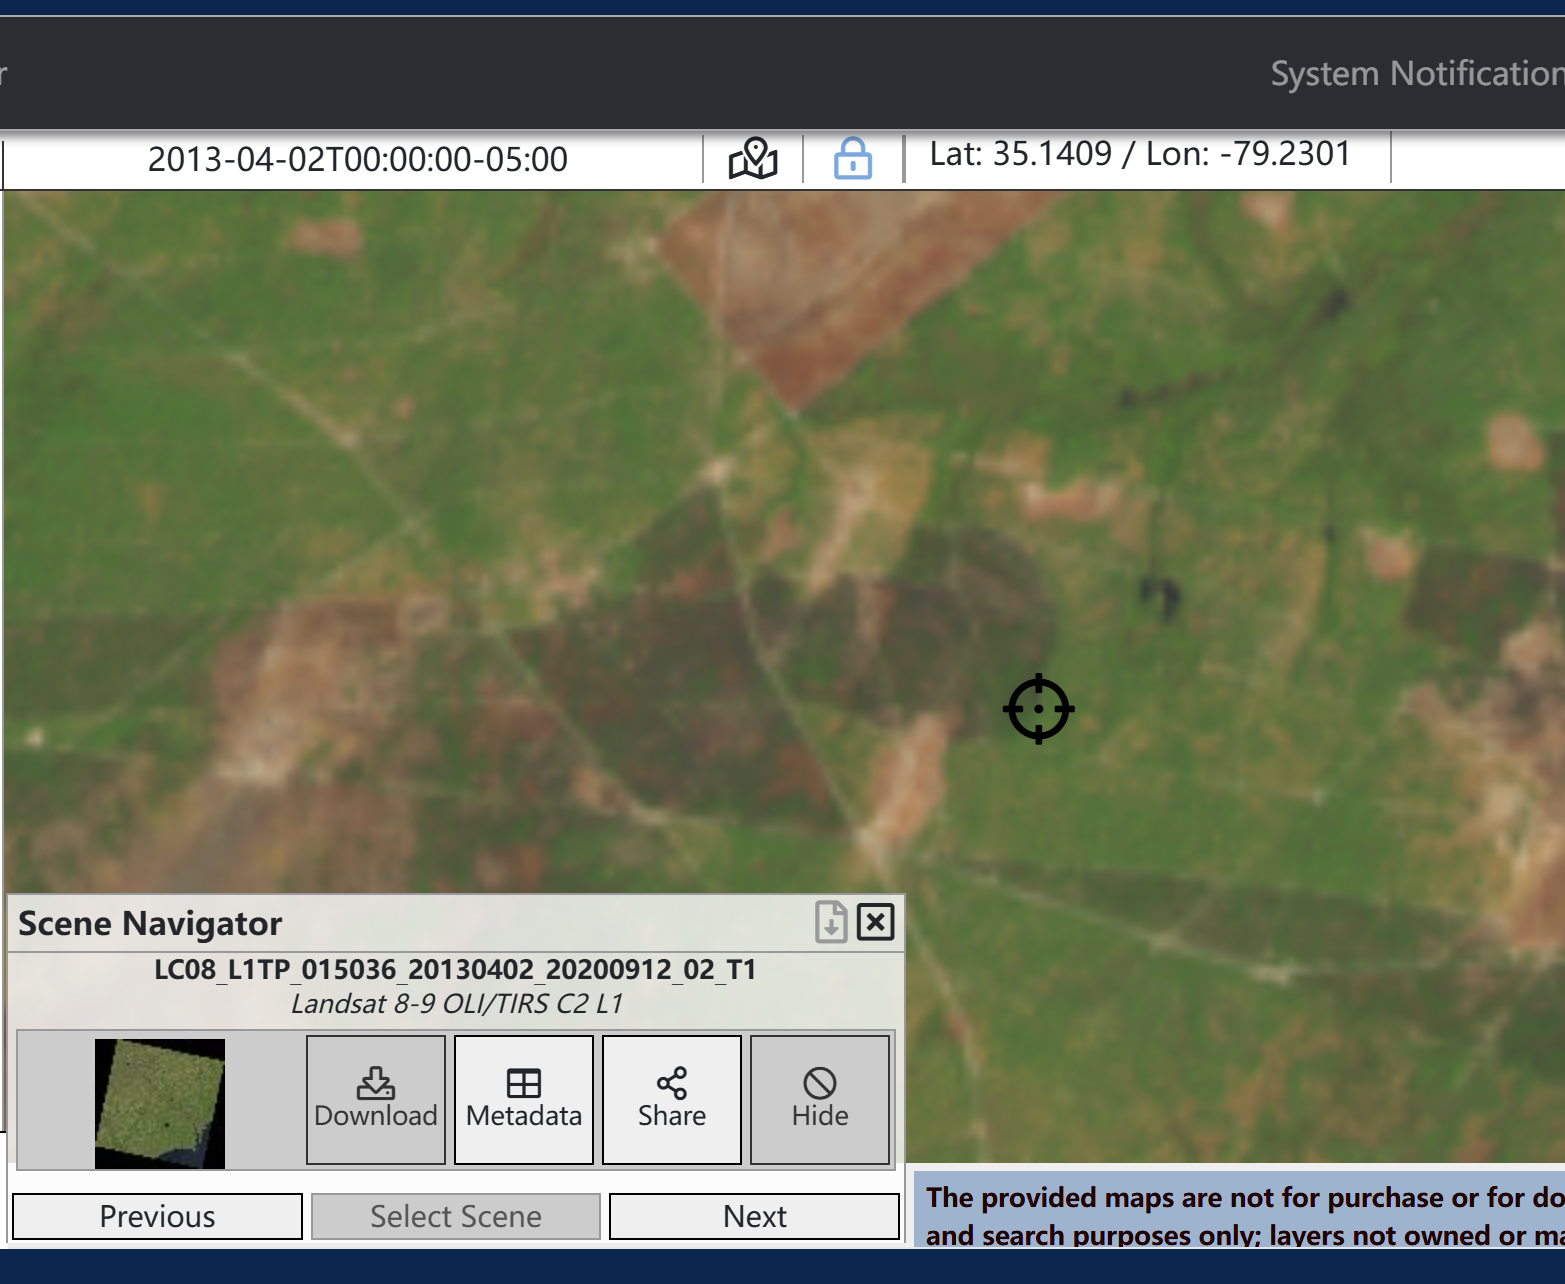 r
System Notification
2013-04-02T00:00:00-05:00
Lat: 35.1409 / Lon: -79.2301
Scene Navigator
LC08_L1TP_015036_20130402_20200912_02_T1
Landsat 8-9 OLI/TIRS C2 L1
Download
Metadata
Share
Hide
Previous
Select Scene
Next
The provided maps are not for purchase or for do
and search purposes only; layers not owned or ma